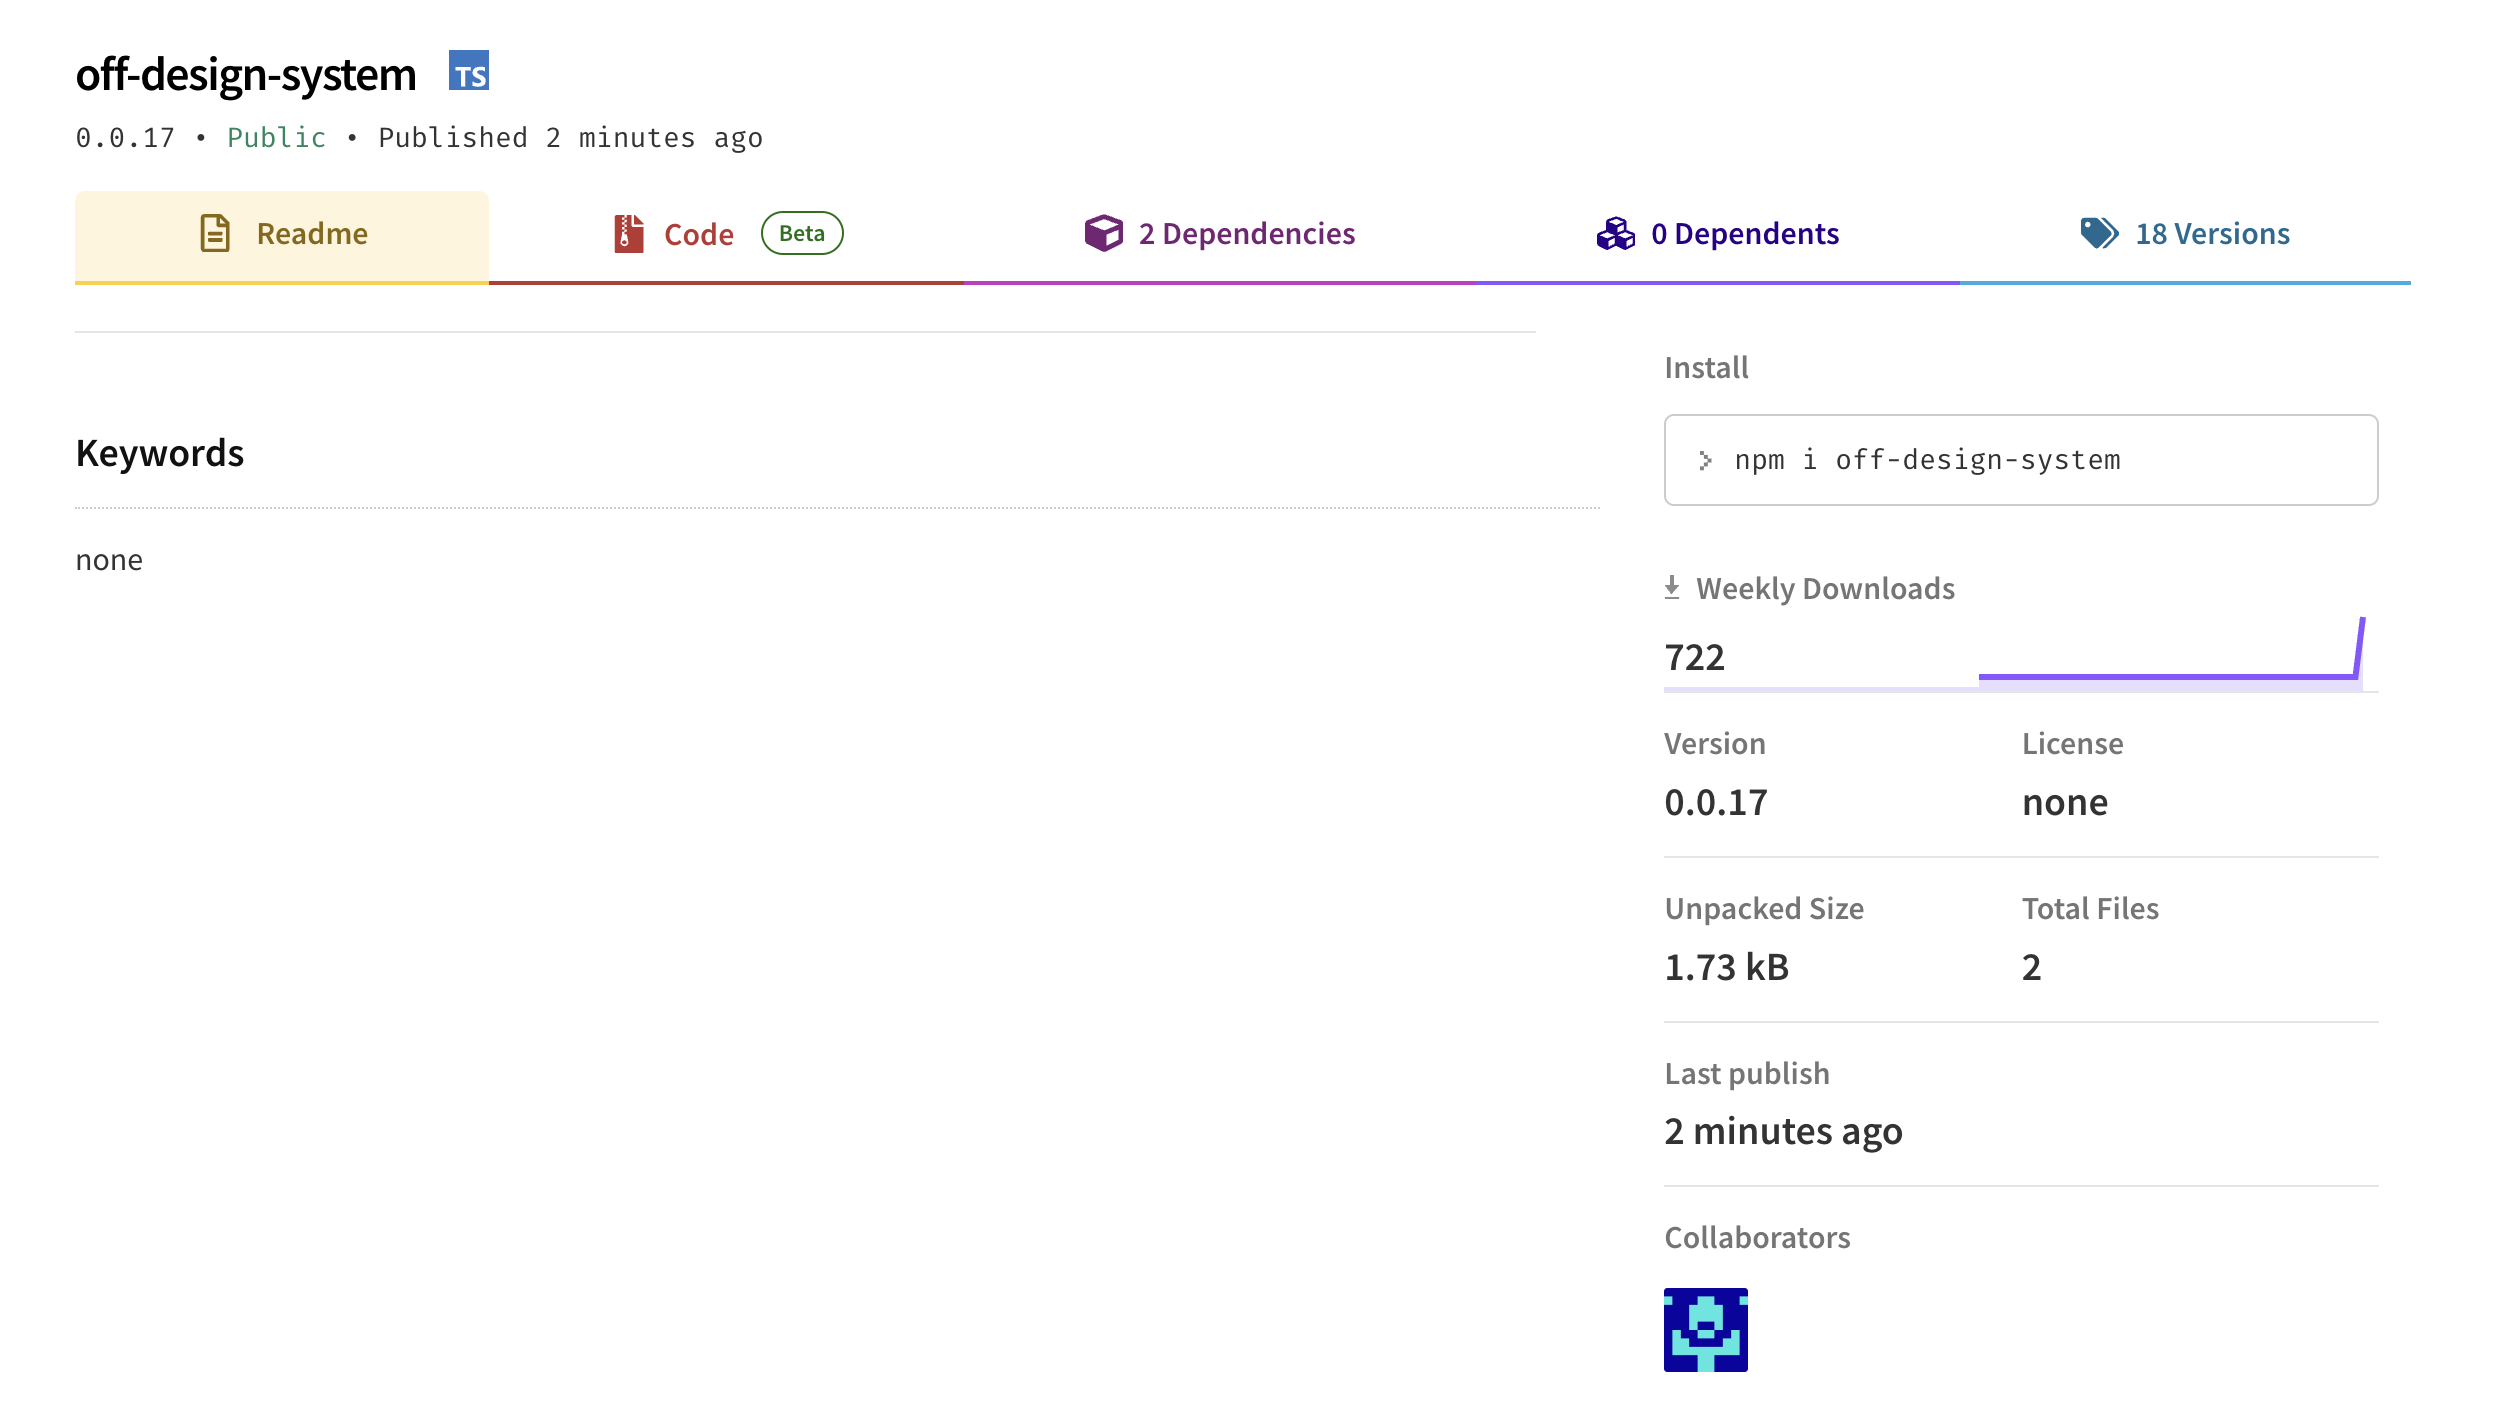 off-design-system TS
0.0.17 • Public • Published 2 minutes ago
Readme
Code Beta
2 Dependencies
0 Dependents
18 Versions
Keywords
none
Install
npm i off-design-system
Weekly Downloads
722
Version
0.0.17
License
none
Unpacked Size
1.73 kB
Total Files
2
Last publish
2 minutes ago
Collaborators